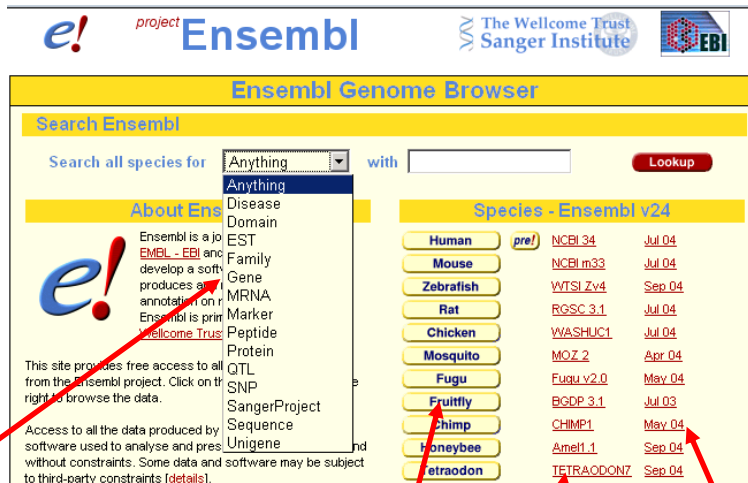 e! project Ensembl The Wellcome Trust
Sanger Institute EBI
Ensembl Genome Browser
Search Ensembl
Search all species for Anything with Lookup
Anything
Disease
Domain
EST
Family
Gene
MRNA
Marker
Peptide
Protein
QTL
SNP
SangerProject
Sequence
Unigene
About Ens
e!
Ensembl is a jo
EMBL - EBI and
develop a softw
produces and
annotation on
Ensembl is prim
Wellcome Trus
This site provides free access to all
from the Ensembl project. Click on th
right to browse the data.
Access to all the data produced by
software used to analyse and pres nd
without constraints. Some data and software may be subject
to third-party constraints [details].
Species - Ensembl v24
Human pre! NCBI 34 Jul 04
Mouse NCBI m33 Jul 04
Zebrafish WTSI Zv4 Sep 04
Rat RGSC 3.1 Jul 04
Chicken WASHUC1 Jul 04
Mosquito MOZ 2 Apr 04
Fugu Fugu v2.0 May 04
Fruitfly BGDP 3.1 Jul 03
Chimp CHIMP1 May 04
Honeybee Amel1.1 Sep 04
Tetraodon TETRAODON7 Sep 04